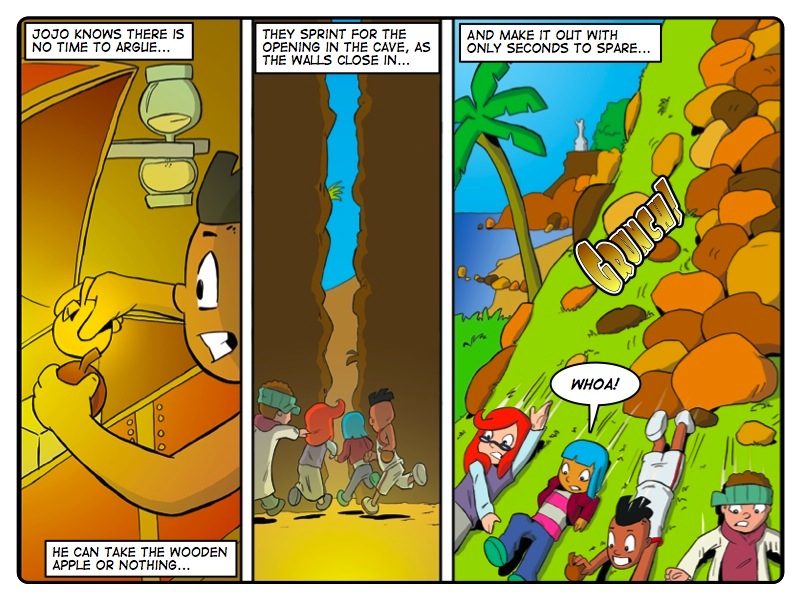 JOJO KNOWS THERE IS
NO TIME TO ARGUE...
HE CAN TAKE THE WOODEN
APPLE OR NOTHING...
THEY SPRINT FOR THE
OPENING IN THE CAVE, AS
THE WALLS CLOSE IN...
AND MAKE IT OUT WITH
ONLY SECONDS TO SPARE...
CRUNCH!
WHOA!